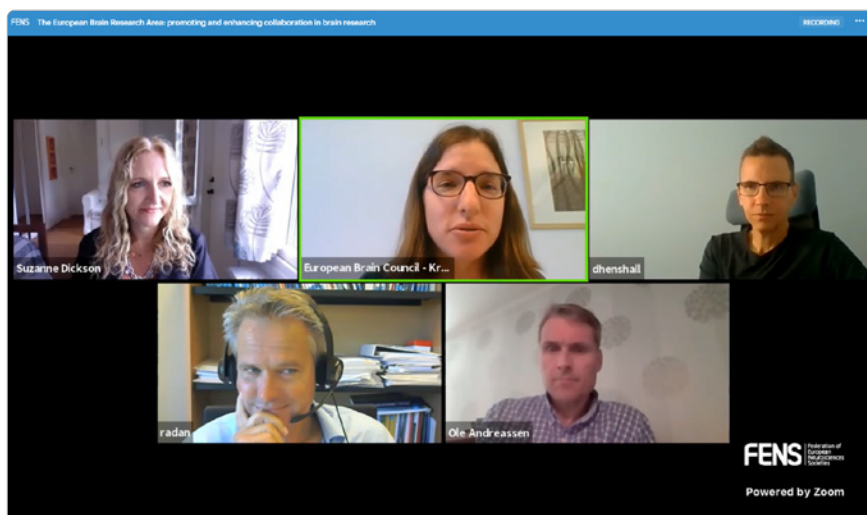 FENS The European Brain Research Area: promoting and enhancing collaboration in brain research
RECORDING
Suzanne Dickson
European Brain Council - Kr...
dhenshall
radan
Ole Andreassen
FENS
Federation of
European
Neuroscience
Societies
Powered by Zoom